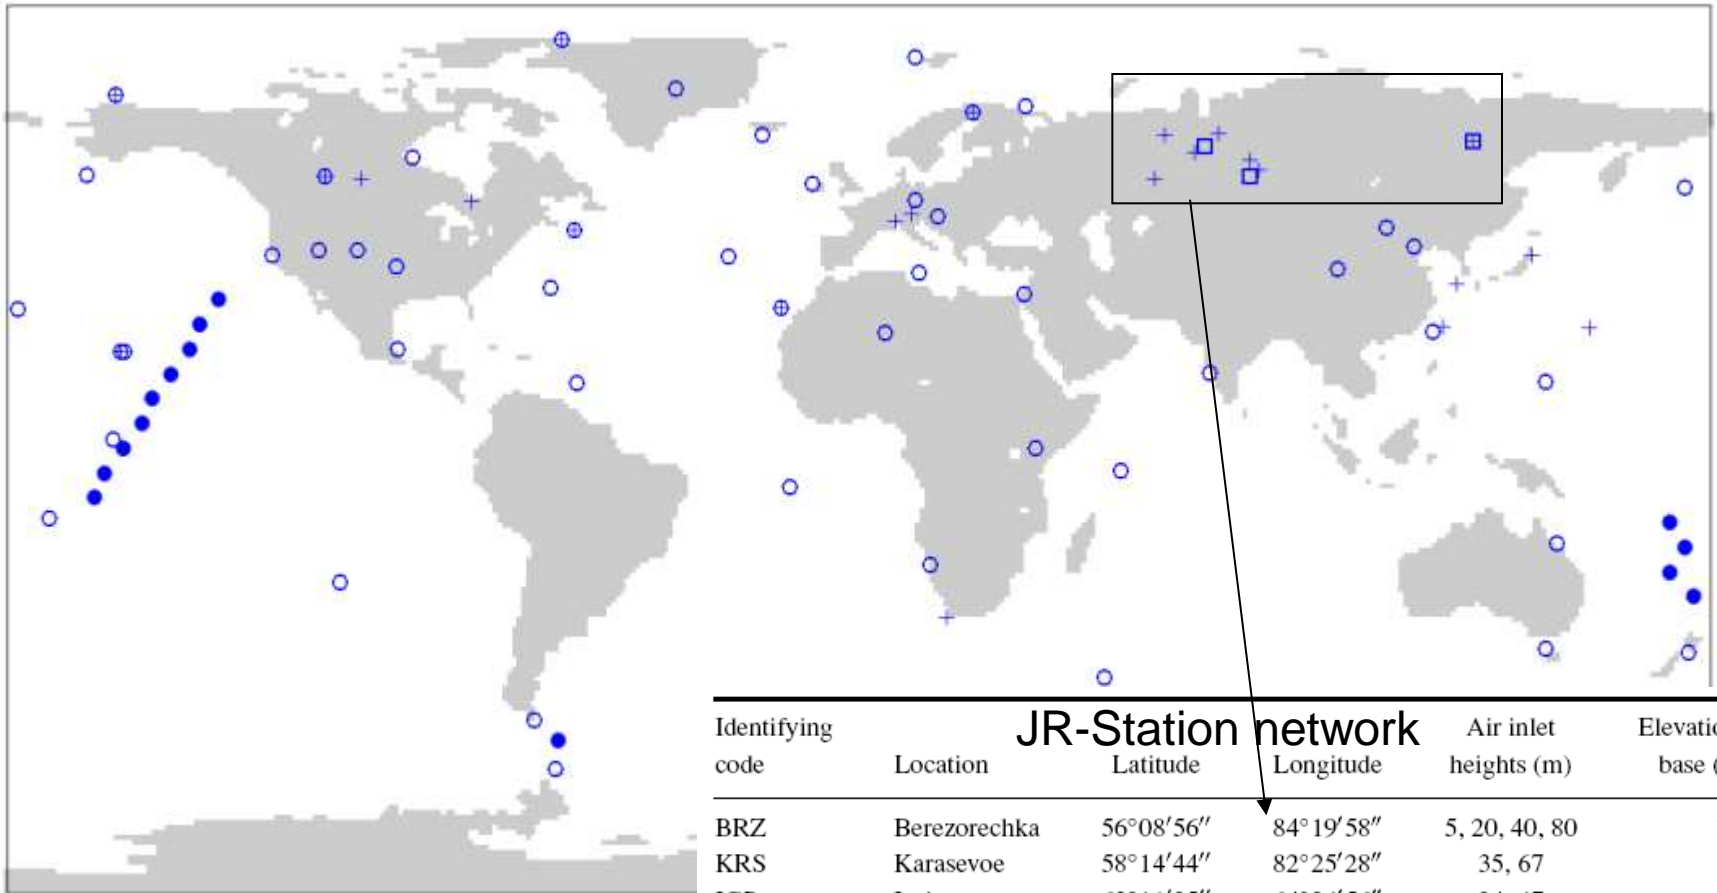 JR-Station network
Identifying Air inlet
code Location Latitude Longitude heights (m) base
BRZ Berezorechka 56°08′56″ 84°19′58″ 5, 20, 40, 80
KRS Karasevoe 58°14′44″ 82°25′28″ 35, 67